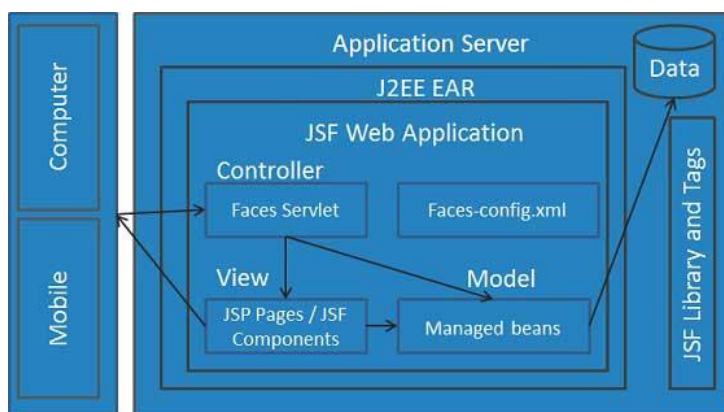 Computer
Mobile
Application Server
J2EE EAR
JSF Web Application
Controller
Faces Servlet
Faces-config.xml
View
Model
JSP Pages / JSF
Components
Managed beans
Data
JSF Library and Tags